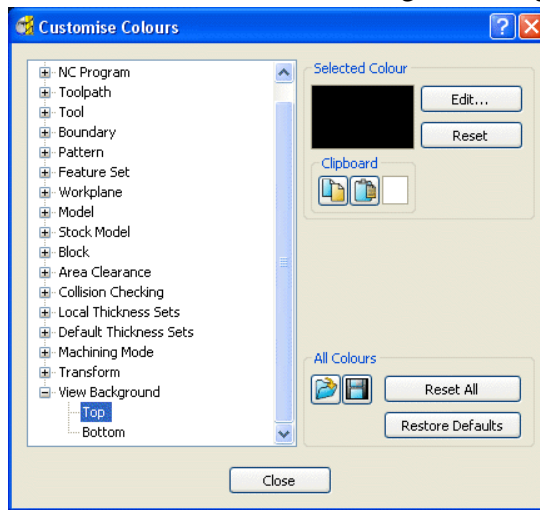 Customise Colours
NC Program
Toolpath
Tool
Boundary
Pattern
Feature Set
Workplane
Model
Stock Model
Block
Area Clearance
Collision Checking
Local Thickness Sets
Default Thickness Sets
Machining Mode
Transform
View Background
Top
Bottom
Selected Colour
Edit...
Reset
Clipboard
All Colours
Reset All
Restore Defaults
Close